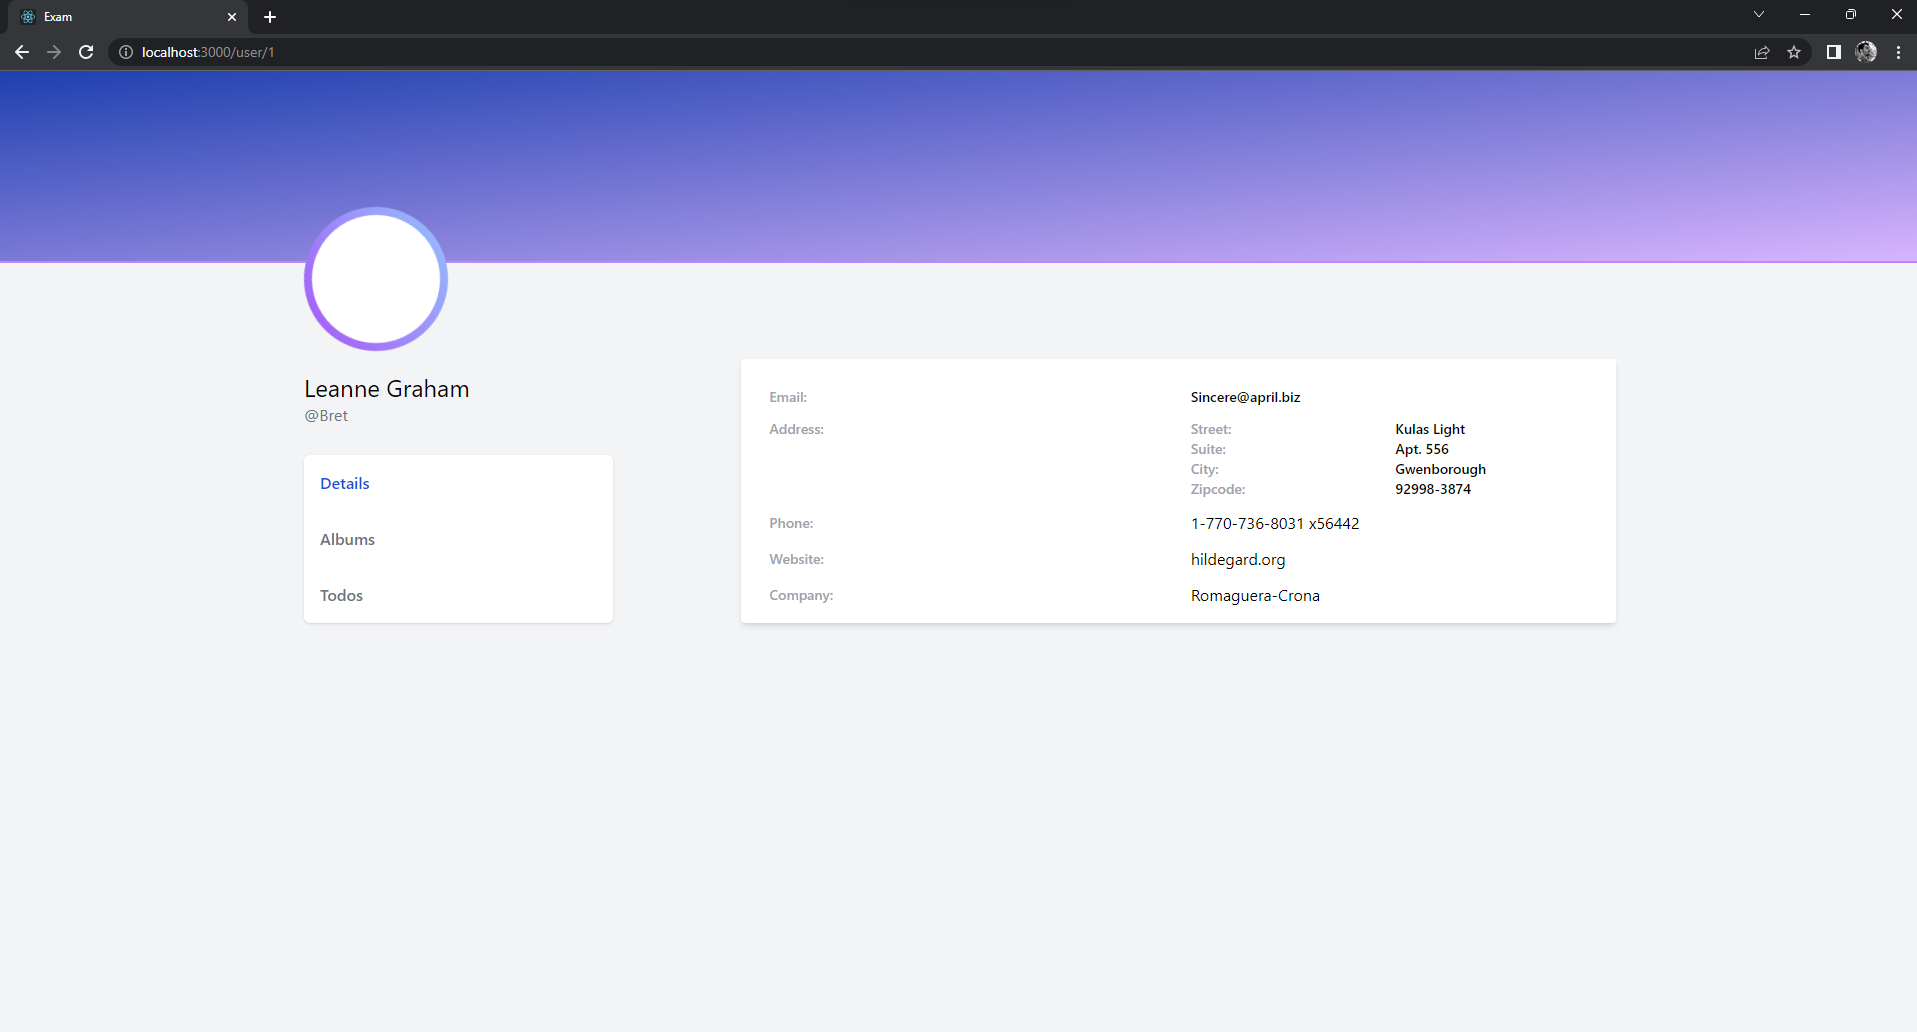 Exam
localhost:3000/user/1
Leanne Graham
@Bret
Details
Albums
Todos
Email: Sincere@april.biz
Address: Street: Kulas Light
Suite: Apt. 556
City: Gwenborough
Zipcode: 92998-3874
Phone: 1-770-736-8031 x56442
Website: hildegard.org
Company: Romaguera-Crona